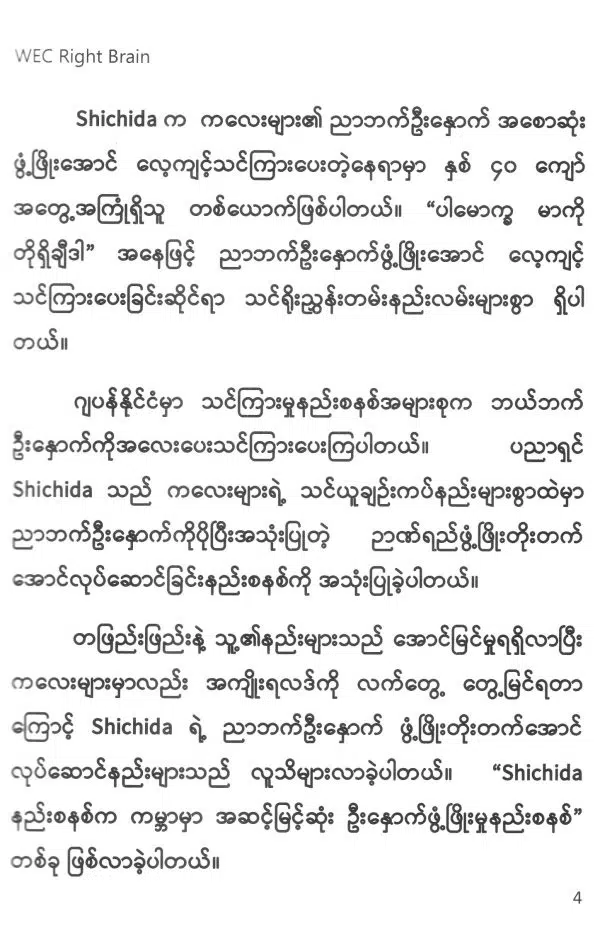 WEC Right Brain
Shichida က ကလေးများ၏ ညာဘက်ဦးနှောက် အစောဆုံး
ဖွံ့ဖြိုးအောင် လေ့ကျင့်သင်ကြားပေးတဲ့နေရာမှာ နှစ် ၄၀ ကျော်
အတွေ့အကြုံရှိသူ တစ်ယောက်ဖြစ်ပါတယ်။ “ပါမောက္ခ မာကို
တိုရှိချီဒါ” အနေဖြင့် ညာဘက်ဦးနှောက်ဖွံ့ဖြိုးအောင် လေ့ကျင့်
သင်ကြားပေးခြင်းဆိုင်ရာ သင်ရိုးညွှန်းတမ်းနည်းလမ်းများစွာ ရှိပါ
တယ်။
ဂျပန်နိုင်ငံမှာ သင်ကြားမှုနည်းစနစ်အများစုက ဘယ်ဘက်
ဦးနှောက်ကိုအလေးပေးသင်ကြားပေးကြပါတယ်။ ပညာရှင်
Shichida သည် ကလေးများရဲ့ သင်ယူချဉ်းကပ်နည်းများစွာထဲမှာ
ညာဘက်ဦးနှောက်ကိုပိုပြီးအသုံးပြုတဲ့ ဉာဏ်ရည်ဖွံ့ဖြိုးတိုးတက်
အောင်လုပ်ဆောင်ခြင်းနည်းစနစ်ကို အသုံးပြုခဲ့ပါတယ်။
တဖြည်းဖြည်းနဲ့ သူ၏နည်းများသည် အောင်မြင်မှုရရှိလာပြီး
ကလေးများမှာလည်း အကျိုးရလဒ်ကို လက်တွေ့ တွေ့မြင်ရတာ
ကြောင့် Shichida ရဲ့ ညာဘက်ဦးနှောက် ဖွံ့ဖြိုးတိုးတက်အောင်
လုပ်ဆောင်နည်းများသည် လူသိများလာခဲ့ပါတယ်။ “Shichida
နည်းစနစ်က ကမ္ဘာမှာ အဆင့်မြင့်ဆုံး ဦးနှောက်ဖွံ့ဖြိုးမှုနည်းစနစ်”
တစ်ခု ဖြစ်လာခဲ့ပါတယ်။
4